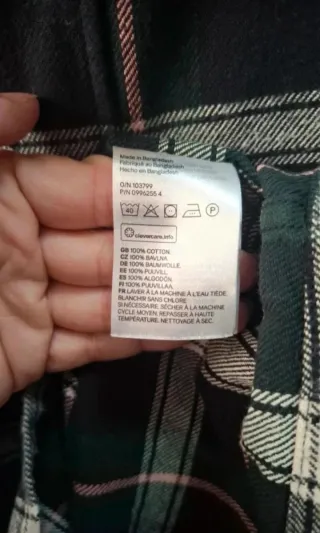 Made in Bangladesh
Fabriqué au Bangladesh
Hecho en Bangladesh
O/N 103799
P/N 0996255 4
40 P
clevercare.info
GB 100% COTTON.
CZ 100% BAVLNA.
DE 100% BAUMWOLLE.
EE 100% PUUVILL.
ES 100% ALGODÓN.
FI 100% PUUVILLAA.
FR LAVER À LA MACHINE À L'EAU TIÈDE.
BLANCHIR SANS CHLORE.
SI NÉCESSAIRE, SÉCHER À LA MACHINE
CYCLE MOYEN. REPASSER À HAUTE
TEMPÉRATURE. NETTOYAGE À SEC.